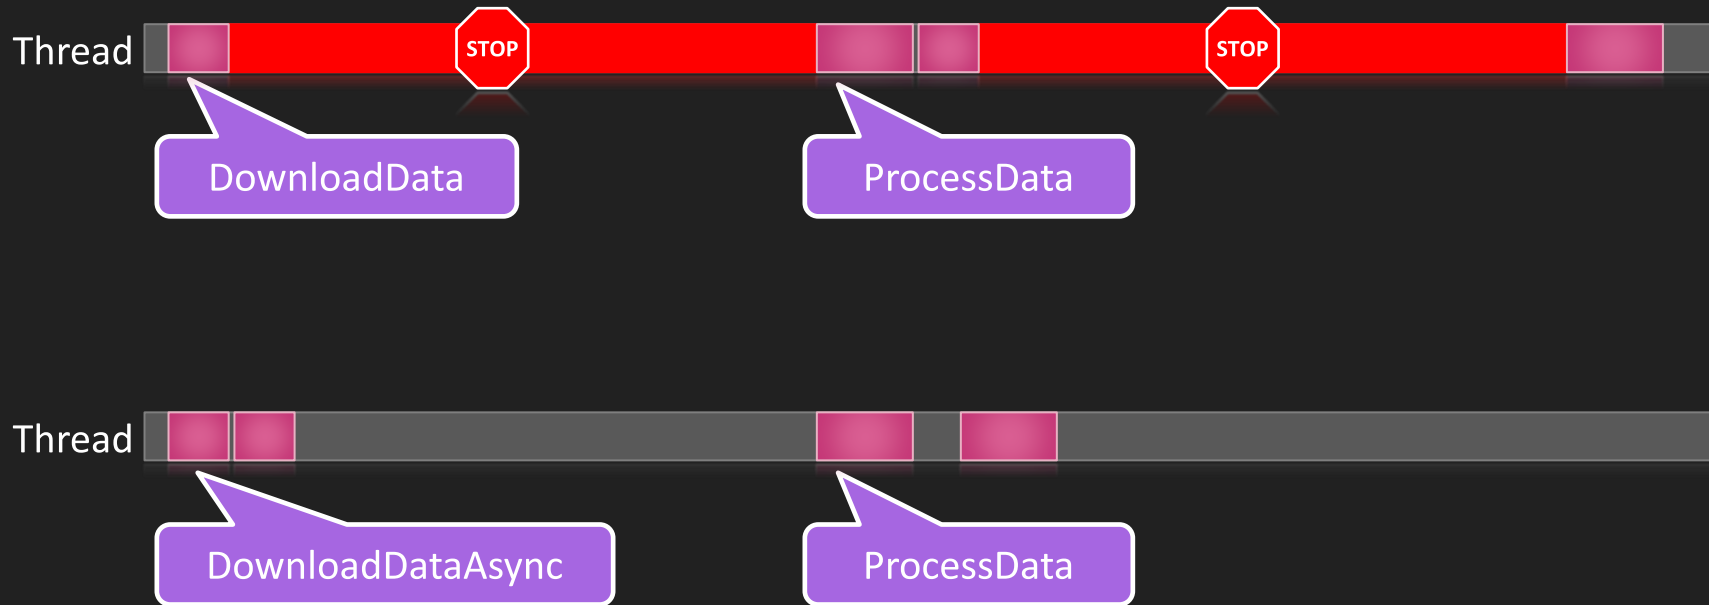 Thread
STOP
STOP
DownloadData
ProcessData
Thread
DownloadDataAsync
ProcessData